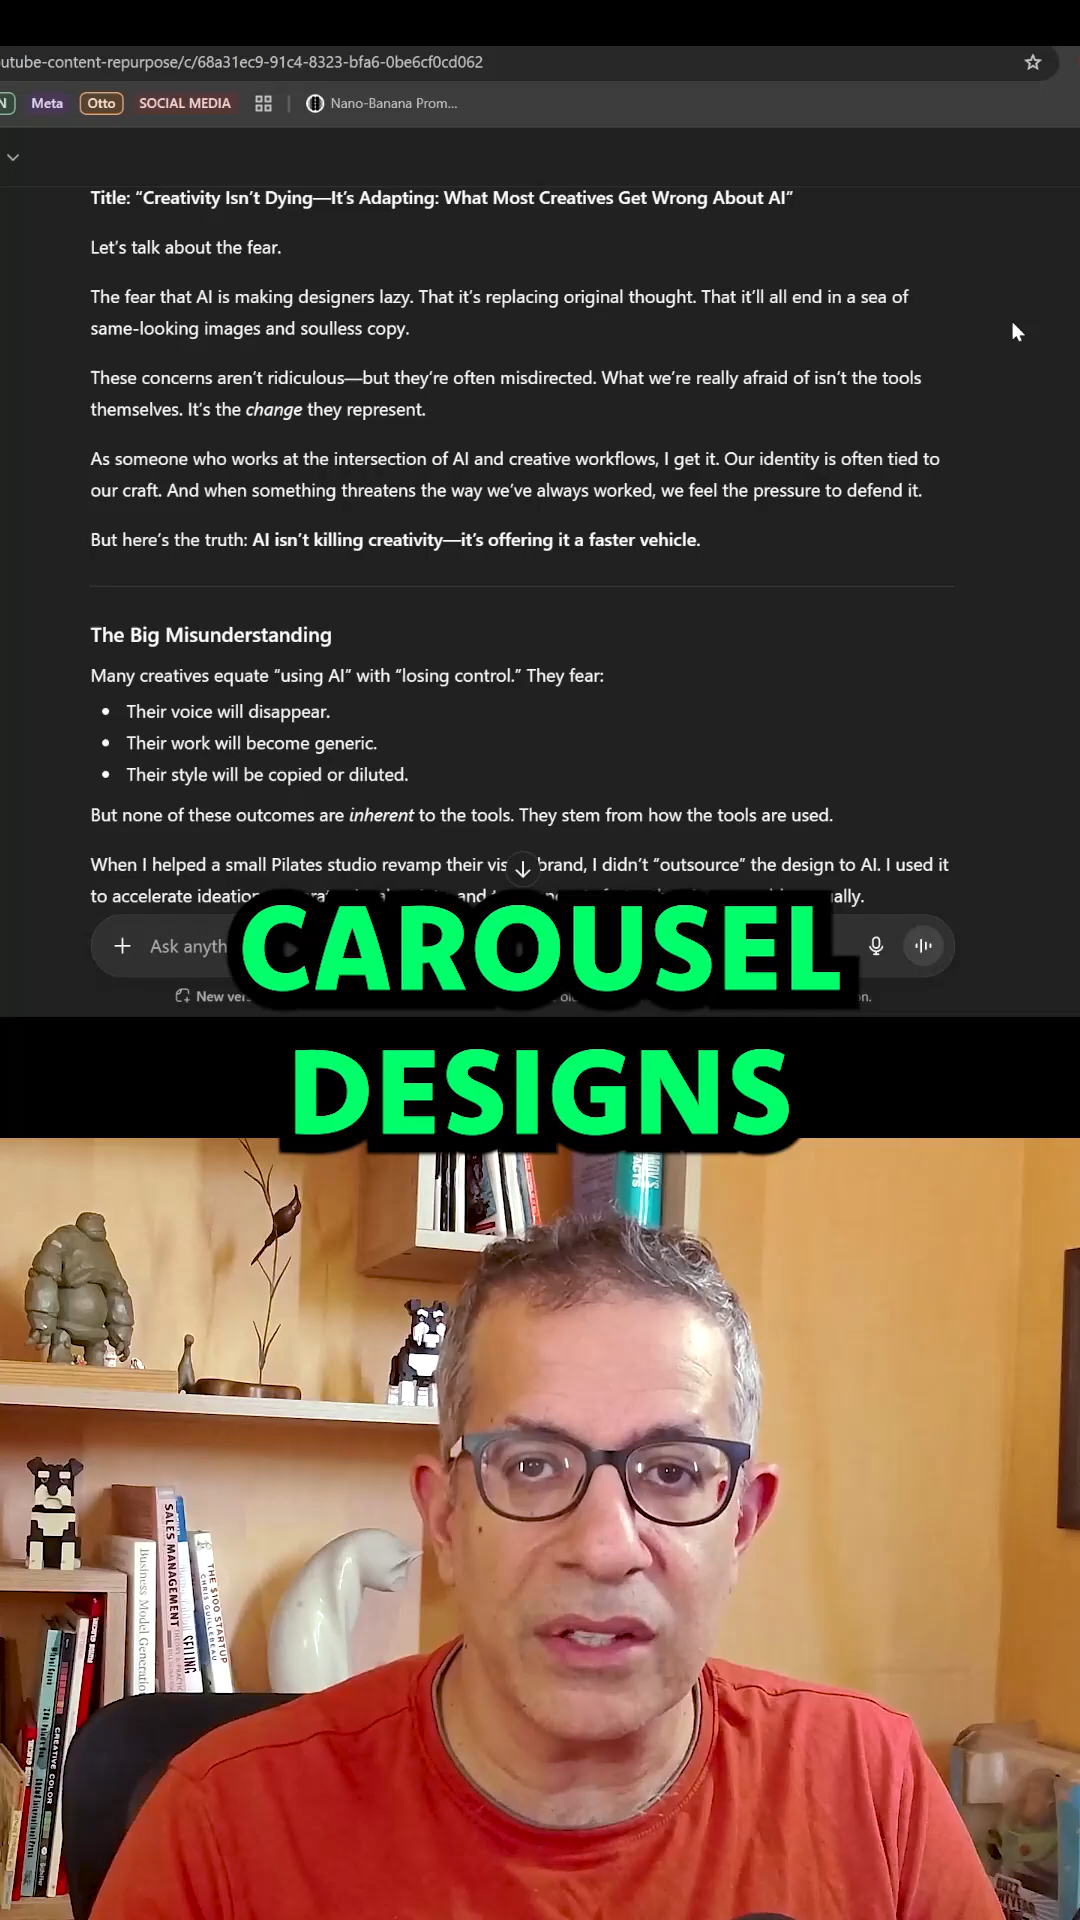 outube-content-repurpose/c/68a31ec9-91c4-8323-bfa6-0be6cf0cd062
N Meta Otto SOCIAL MEDIA Nano-Banana Prom...
Title: “Creativity Isn’t Dying—It’s Adapting: What Most Creatives Get Wrong About AI”
Let’s talk about the fear.
The fear that AI is making designers lazy. That it’s replacing original thought. That it’ll all end in a sea of
same-looking images and soulless copy.
These concerns aren’t ridiculous—but they’re often misdirected. What we’re really afraid of isn’t the tools
themselves. It’s the change they represent.
As someone who works at the intersection of AI and creative workflows, I get it. Our identity is often tied to
our craft. And when something threatens the way we’ve always worked, we feel the pressure to defend it.
But here’s the truth: AI isn’t killing creativity—it’s offering it a faster vehicle.
The Big Misunderstanding
Many creatives equate “using AI” with “losing control.” They fear:
• Their voice will disappear.
• Their work will become generic.
• Their style will be copied or diluted.
But none of these outcomes are inherent to the tools. They stem from how the tools are used.
When I helped a small Pilates studio revamp their brand, I didn’t “outsource” the design to AI. I used it
to accelerate ideation and
Ask anyth
New ver
CAROUSEL
DESIGNS
SALES MANAGEMENT
SELLING
THE $100 STARTUP
CHRIS GUILLEBEAU
Business Model Generation
CREATIVE COLOR